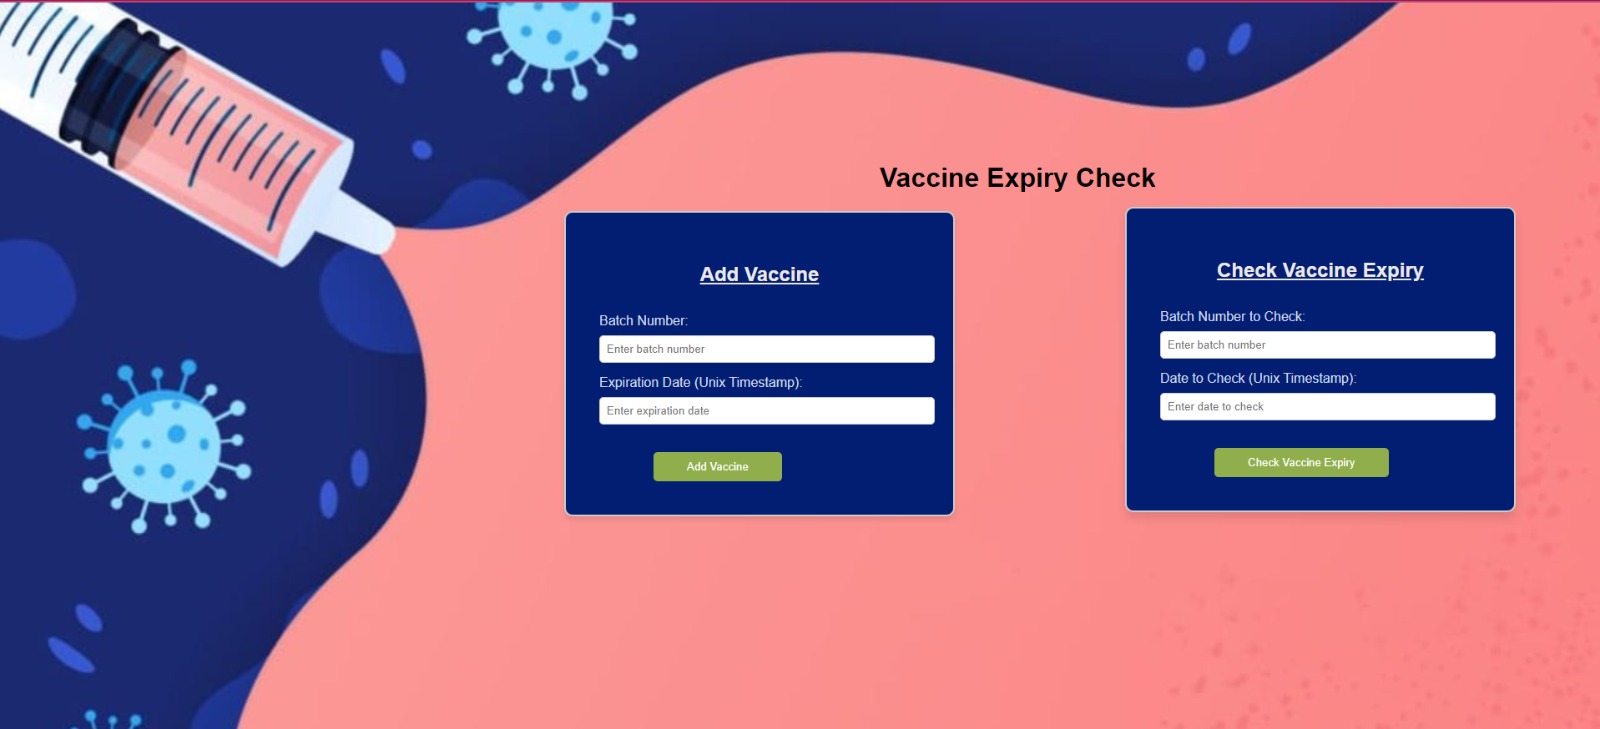 Vaccine Expiry Check
Add Vaccine
Batch Number:
Enter batch number
Expiration Date (Unix Timestamp):
Enter expiration date
Add Vaccine
Check Vaccine Expiry
Batch Number to Check:
Enter batch number
Date to Check (Unix Timestamp):
Enter date to check
Check Vaccine Expiry